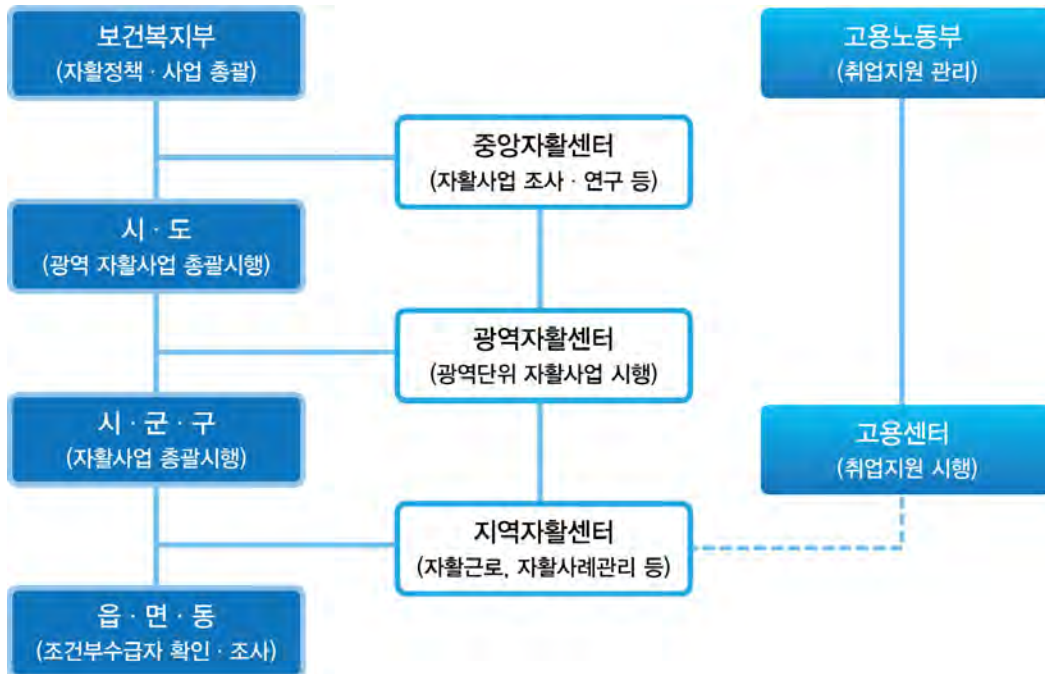 보건복지부
(자활정책 · 사업 총괄)
고용노동부
(취업지원 관리)
중앙자활센터
(자활사업 조사 · 연구 등)
시 · 도
(광역 자활사업 총괄시행)
광역자활센터
(광역단위 자활사업 시행)
시 · 군 · 구
(자활사업 총괄시행)
고용센터
(취업지원 시행)
지역자활센터
(자활근로, 자활사례관리 등)
읍 · 면 · 동
(조건부수급자 확인 · 조사)